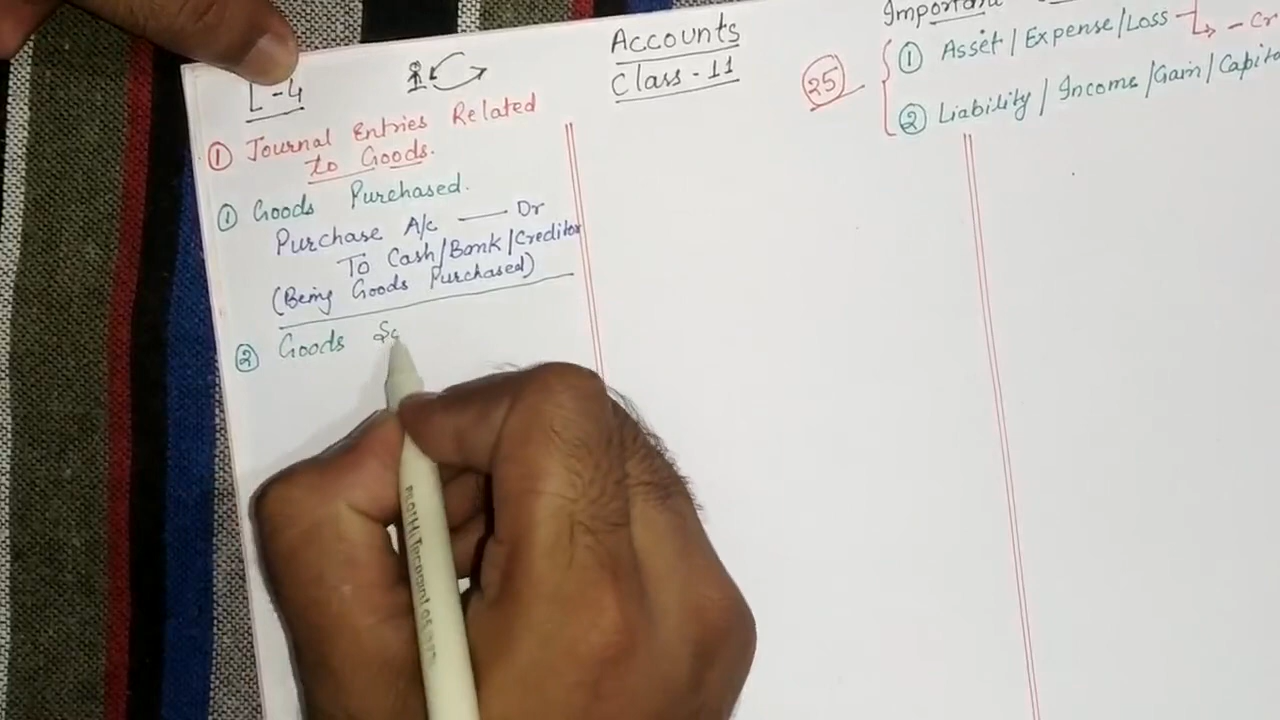 L-4
Accounts
Class-11
Important
25
① Asset / Expense / Loss
② Liability / Income / Gain / Capital
① Journal Entries Related
to Goods.
① Goods Purchased.
Purchase A/c —— Dr
To Cash/Bank/Creditor
(Being Goods Purchased)
② Goods